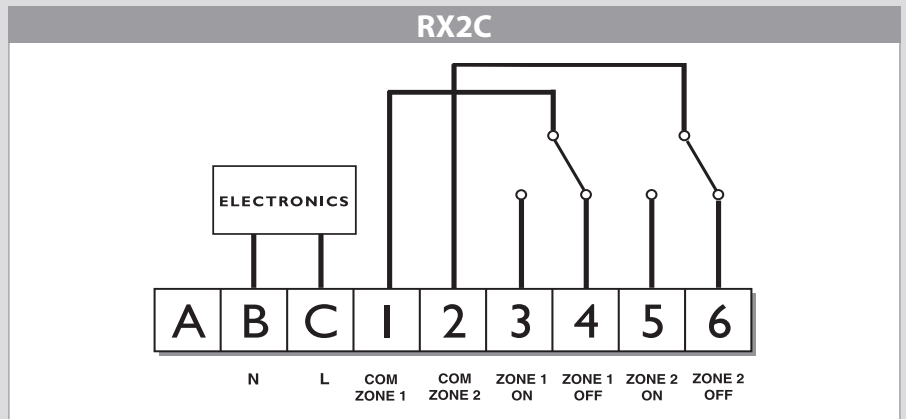 RX2C
ELECTRONICS
A B C 1 2 3 4 5 6
N L COM ZONE 1 COM ZONE 2 ZONE 1 ON ZONE 1 OFF ZONE 2 ON ZONE 2 OFF